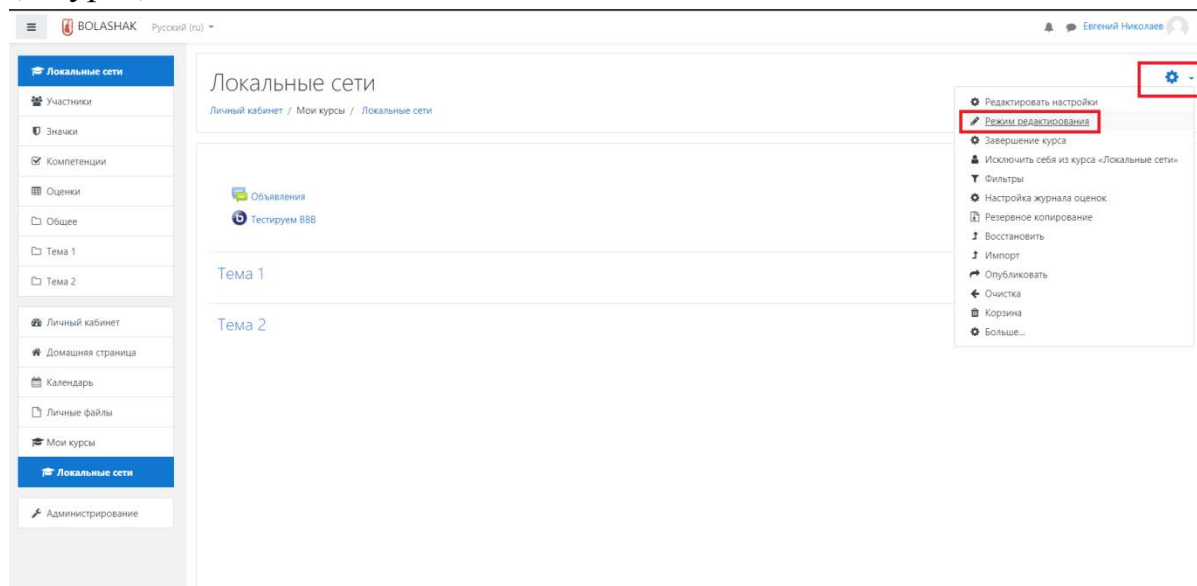 BOLASHAK Русский (ru)
Евгений Николаев
Локальные сети
Участники
Значки
Компетенции
Оценки
Общее
Тема 1
Тема 2
Личный кабинет
Домашняя страница
Календарь
Личные файлы
Мои курсы
Локальные сети
Администрирование
Локальные сети
Личный кабинет / Мои курсы / Локальные сети
Объявления
Тестируем BBB
Тема 1
Тема 2
Редактировать настройки
Режим редактирования
Завершение курса
Исключить себя из курса «Локальные сети»
Фильтры
Настройка журнала оценок
Резервное копирование
Восстановить
Импорт
Опубликовать
Очистка
Корзина
Больше...